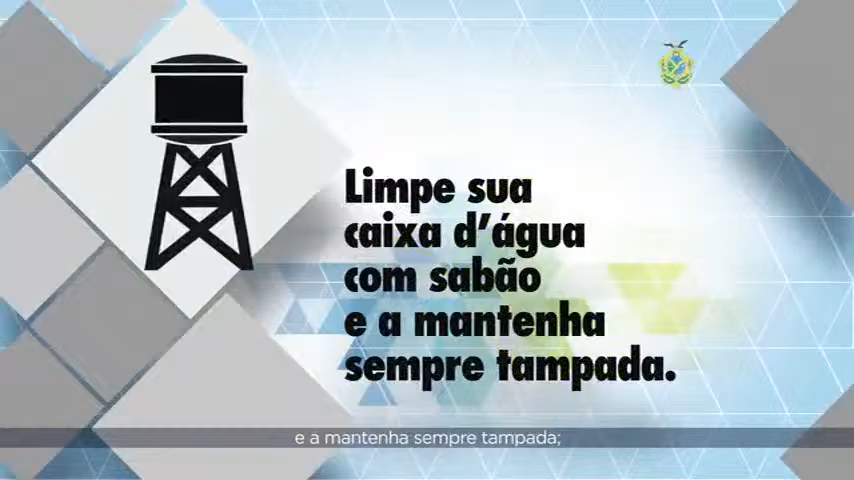 Limpe sua
caixa d'água
com sabão
e a mantenha
sempre tampada.
e a mantenha sempre tampada;